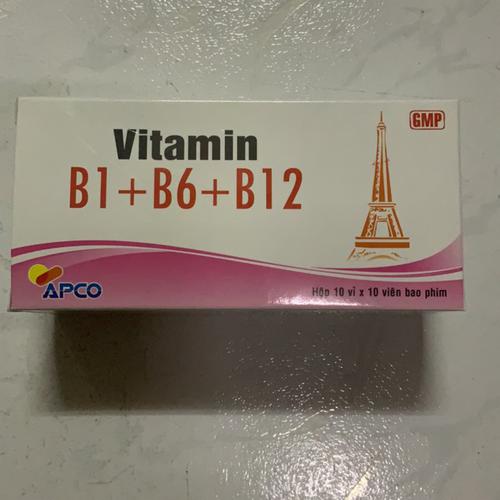 GMP
Vitamin
B1+B6+B12
APCO
Hộp 10 vỉ x 10 viên bao phim